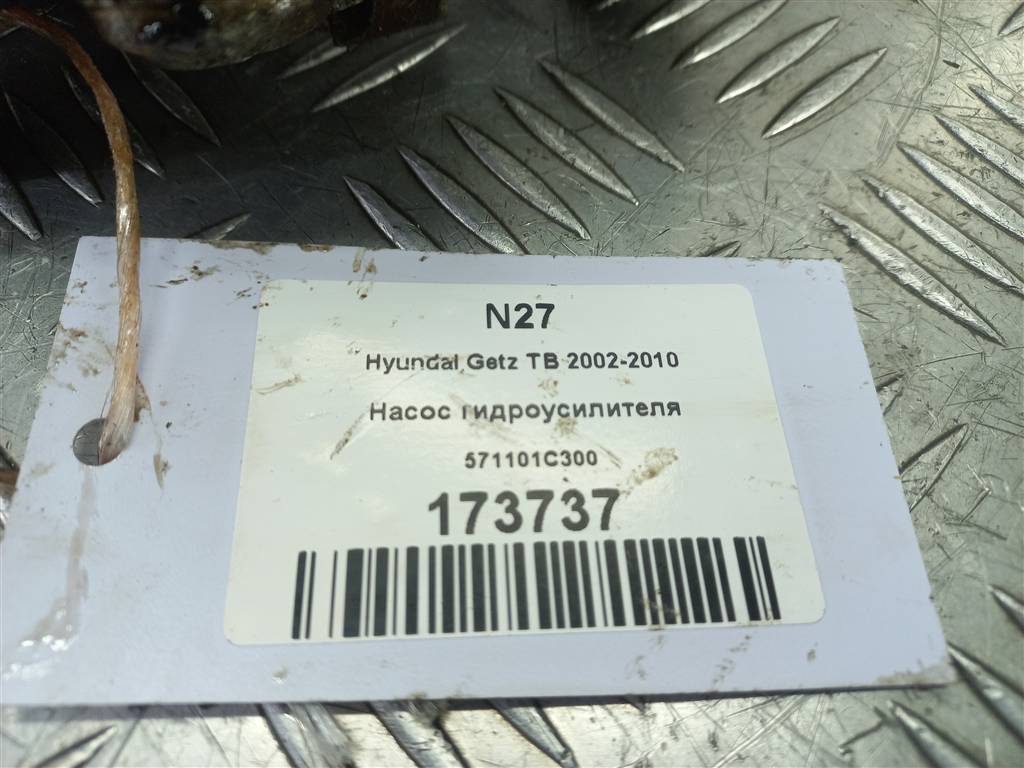 N27
Hyundai Getz TB 2002-2010
Насос гидроусилителя
571101C300
173737